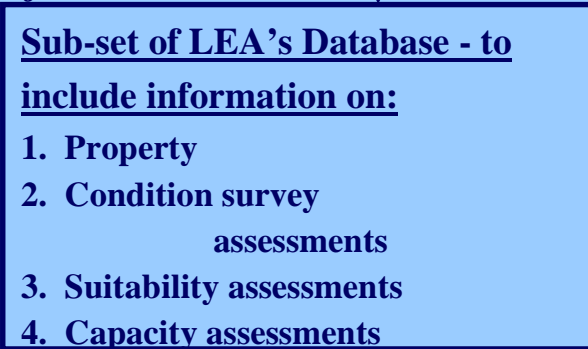 Sub-set of LEA's Database - to
include information on:
1. Property
2. Condition survey
assessments
3. Suitability assessments
4. Capacity assessments